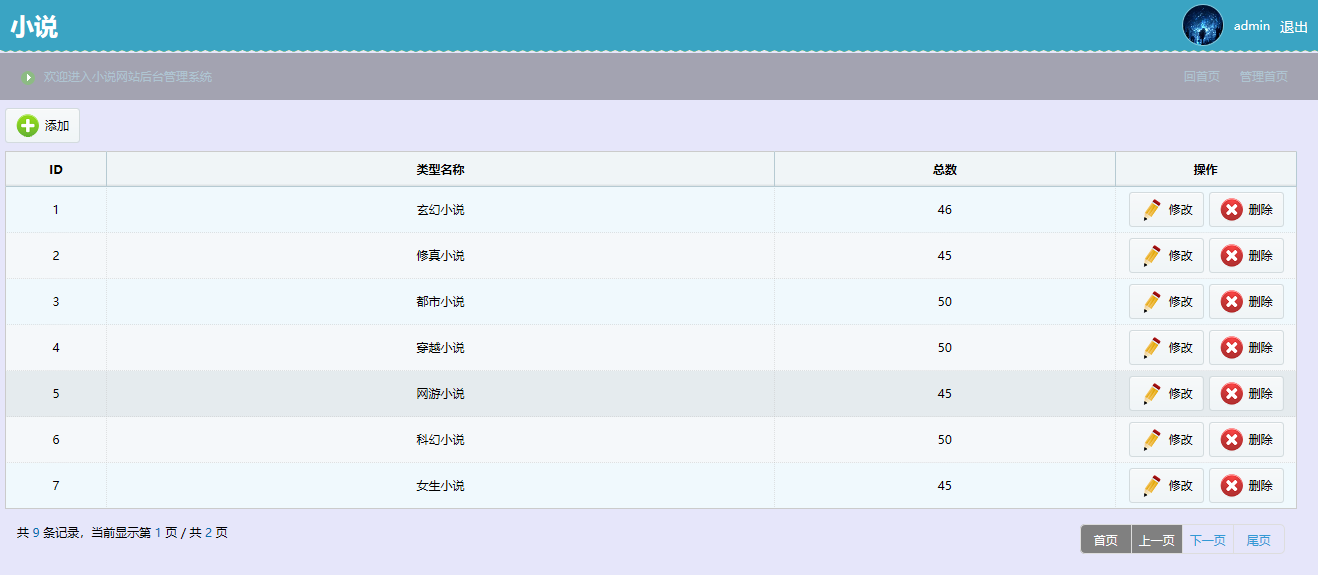 小说
admin 退出
欢迎进入小说网站后台管理系统 回首页 管理首页
添加
ID 类型名称 总数 操作
1 玄幻小说 46 修改 删除
2 修真小说 45 修改 删除
3 都市小说 50 修改 删除
4 穿越小说 50 修改 删除
5 网游小说 45 修改 删除
6 科幻小说 50 修改 删除
7 女生小说 45 修改 删除
共 9 条记录，当前显示第 1 页 / 共 2 页
首页 上一页 下一页 尾页